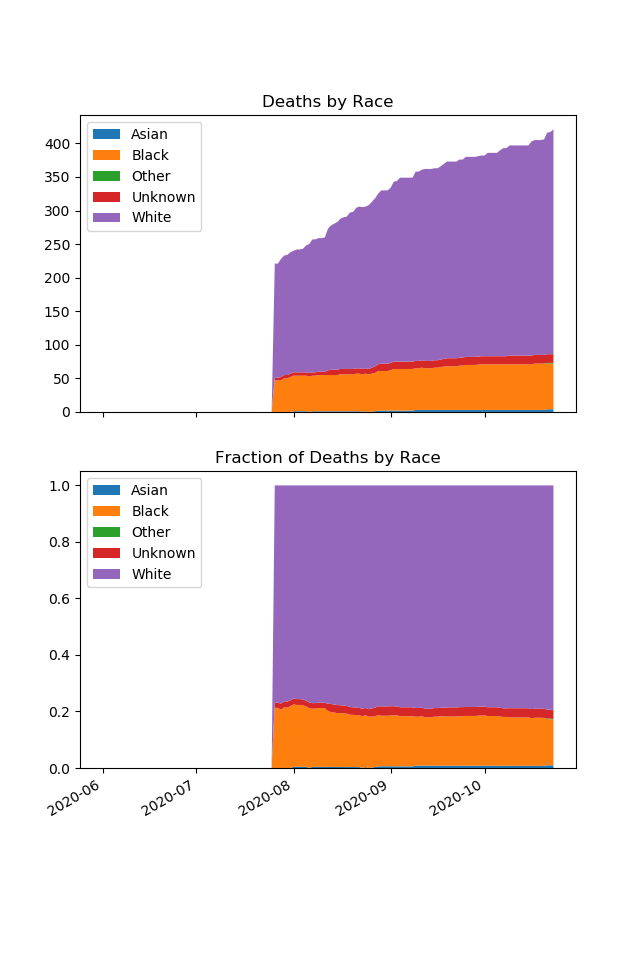 Deaths by Race
400
350
300
250
200
150
100
50
0
Asian
Black
Other
Unknown
White
Fraction of Deaths by Race
1.0
0.8
0.6
0.4
0.2
0.0
Asian
Black
Other
Unknown
White
2020-06
2020-07
2020-08
2020-09
2020-10